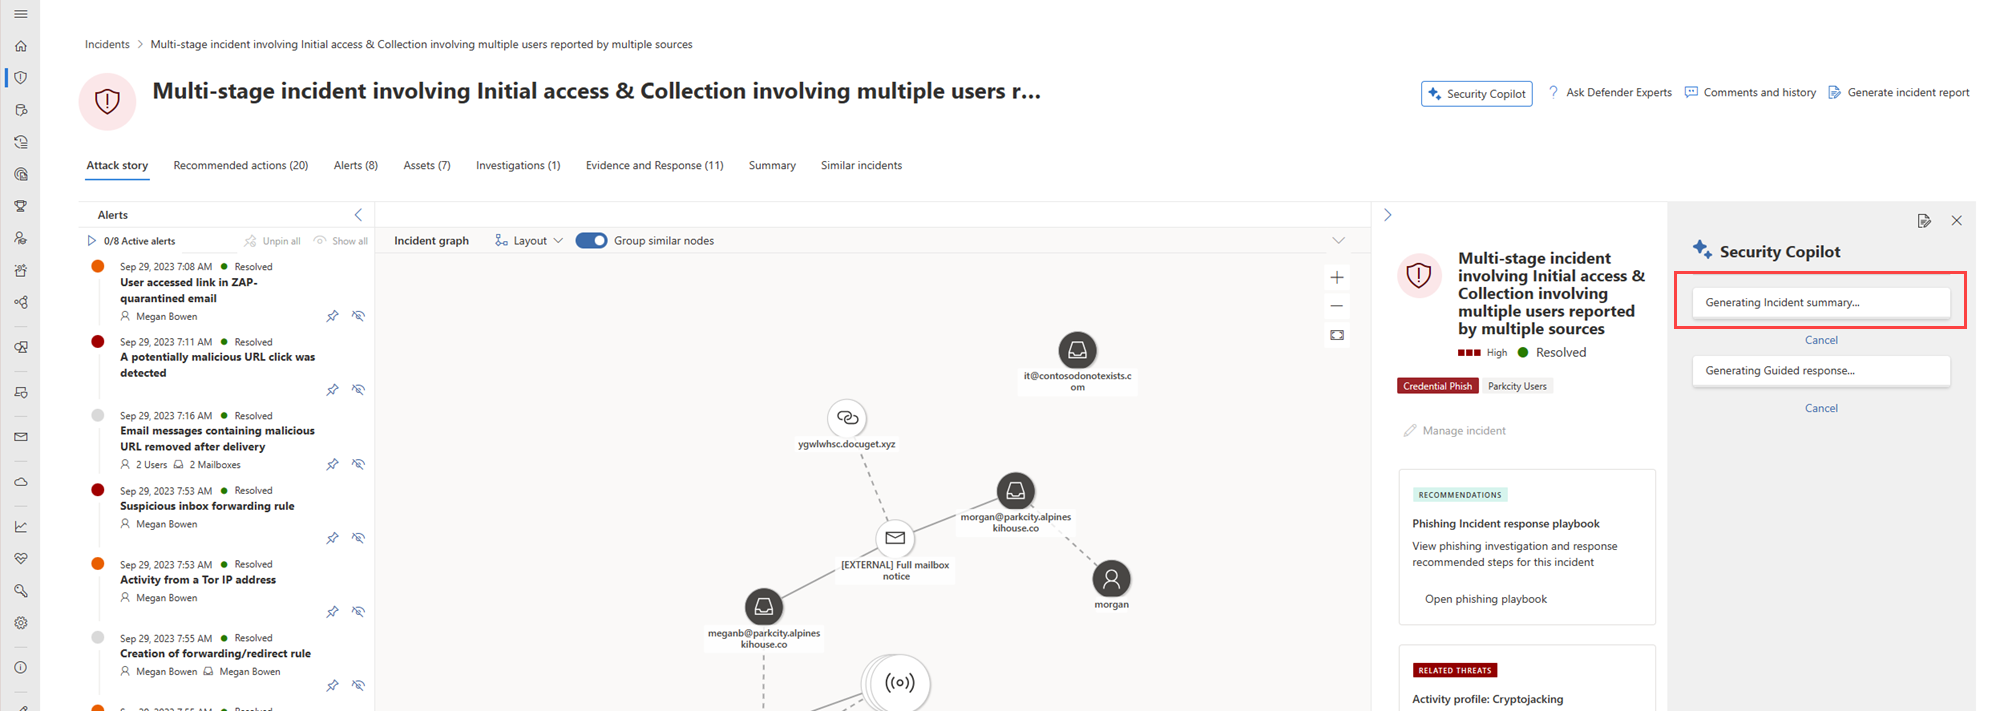 Incidents > Multi-stage incident involving Initial access & Collection involving multiple users reported by multiple sources
Multi-stage incident involving Initial access & Collection involving multiple users r...
Security Copilot
Ask Defender Experts
Comments and history
Generate incident report
Attack story
Recommended actions (20)
Alerts (8)
Assets (7)
Investigations (1)
Evidence and Response (11)
Summary
Similar incidents
Alerts
0/8 Active alerts
Unpin all
Show all
Sep 29, 2023 7:08 AM Resolved
User accessed link in ZAP-
quarantined email
Megan Bowen
Sep 29, 2023 7:11 AM Resolved
A potentially malicious URL click was
detected
Sep 29, 2023 7:16 AM Resolved
Email messages containing malicious
URL removed after delivery
2 Users 2 Mailboxes
Sep 29, 2023 7:53 AM Resolved
Suspicious inbox forwarding rule
Megan Bowen
Sep 29, 2023 7:53 AM Resolved
Activity from a Tor IP address
Megan Bowen
Sep 29, 2023 7:55 AM Resolved
Creation of forwarding/redirect rule
Megan Bowen Megan Bowen
Incident graph
Layout
Group similar nodes
it@contosodonotexists.c
om
ygwlwhsc.docuget.xyz
morgan@parkcity.alpines
kihouse.co
[EXTERNAL] Full mailbox
notice
morgan
meganb@parkcity.alpines
kihouse.co
Multi-stage incident
involving Initial access &
Collection involving
multiple users reported
by multiple sources
High Resolved
Credential Phish
Parkcity Users
Manage incident
RECOMMENDATIONS
Phishing Incident response playbook
View phishing investigation and response
recommended steps for this incident
Open phishing playbook
RELATED THREATS
Activity profile: Cryptojacking
Security Copilot
Generating Incident summary...
Cancel
Generating Guided response...
Cancel